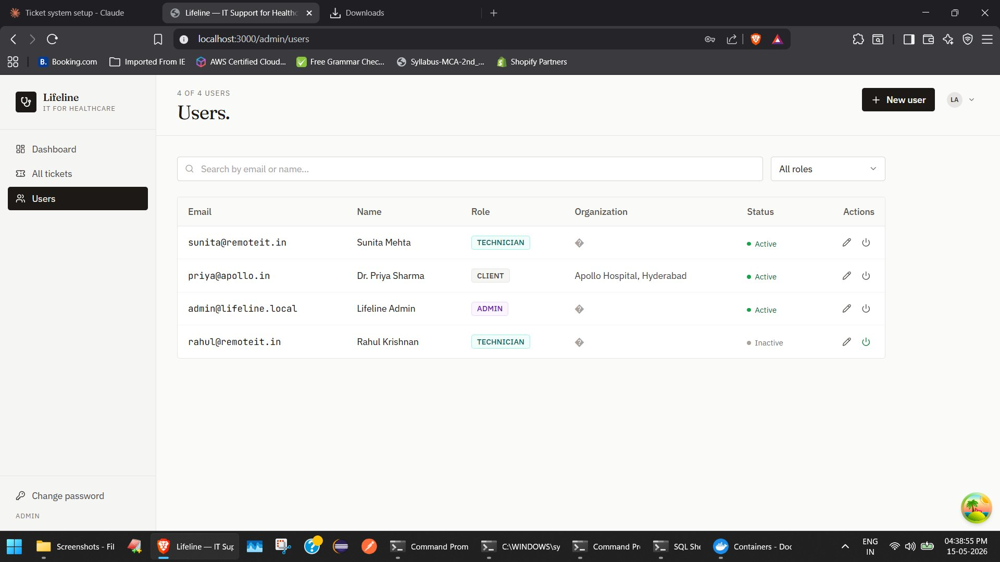 Ticket system setup - Claude
Lifeline — IT Support for Healthc
Downloads
localhost:3000/admin/users
B. Booking.com
Imported From IE
AWS Certified Cloud...
Free Grammar Chec...
Syllabus-MCA-2nd_...
Shopify Partners
Lifeline
IT FOR HEALTHCARE
4 OF 4 USERS
Users.
New user
LA
Dashboard
All tickets
Users
Search by email or name...
All roles
Email Name Role Organization Status Actions
sunita@remoteit.in Sunita Mehta TECHNICIAN � Active
priya@apollo.in Dr. Priya Sharma CLIENT Apollo Hospital, Hyderabad Active
admin@lifeline.local Lifeline Admin ADMIN � Active
rahul@remoteit.in Rahul Krishnan TECHNICIAN � Inactive
Change password
ADMIN
Screenshots - Fil
Lifeline — IT Sup
Command Prom
C:\WINDOWS\sy
Command Pr
SQL She
Containers - Doc
ENG
IN
04:38:55 PM
15-05-2026